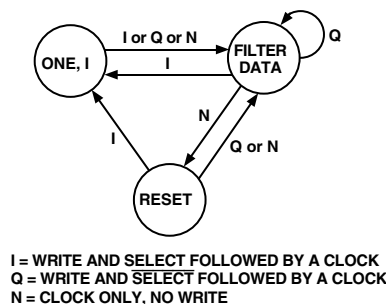 I or Q or N
Q
ONE, I
FILTER
DATA
I
N
I
Q or N
RESET
I = WRITE AND SELECT FOLLOWED BY A CLOCK
Q = WRITE AND S̅E̅L̅E̅C̅T̅ FOLLOWED BY A CLOCK
N = CLOCK ONLY, NO WRITE